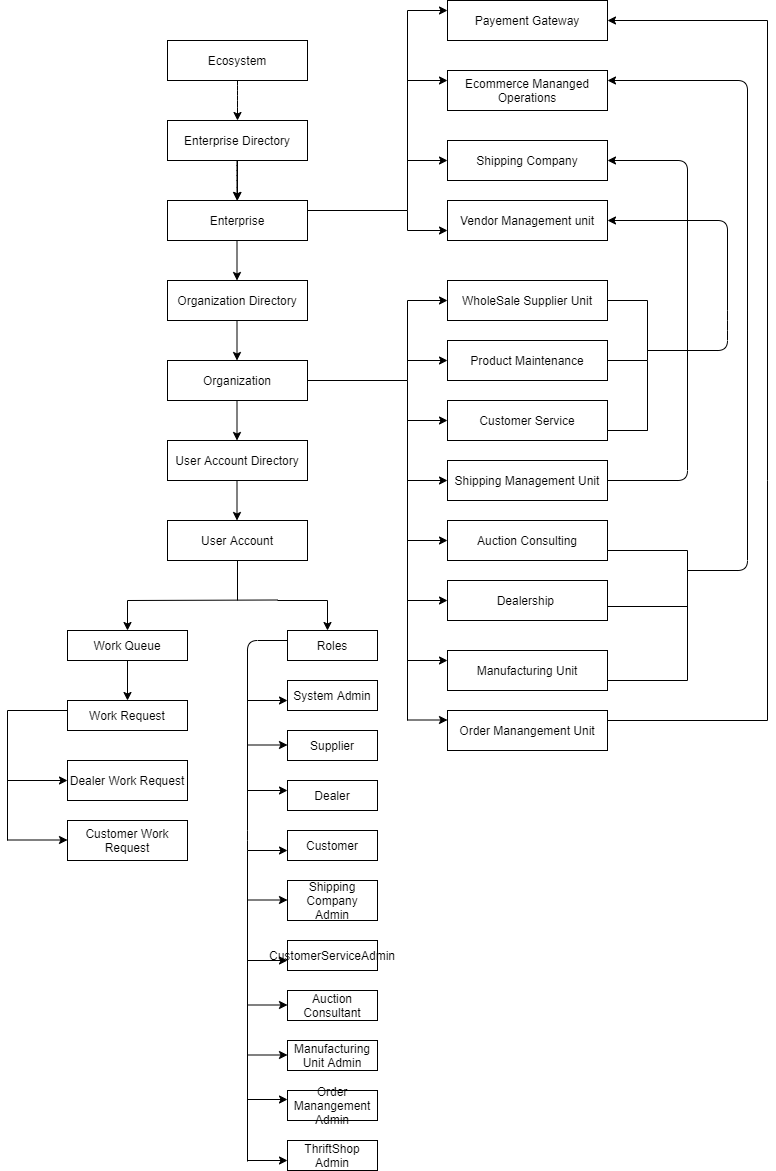 Payement Gateway
Ecosystem
Ecommerce Mananged
Operations
Enterprise Directory
Shipping Company
Enterprise
Vendor Management unit
Organization Directory
WholeSale Supplier Unit
Product Maintenance
Organization
Customer Service
User Account Directory
Shipping Management Unit
User Account
Auction Consulting
Dealership
Work Queue
Roles
Manufacturing Unit
System Admin
Work Request
Order Mangement Unit
Supplier
Dealer Work Request
Dealer
Customer Work
Request
Customer
Shipping
Company
Admin
CustomerServiceAdmin
Auction
Consultant
Manufacturing
Unit Admin
Order
Manangement
Admin
ThriftShop
Admin